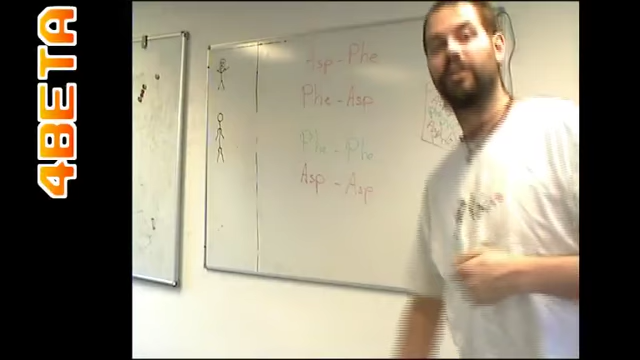 4BETA
Asp - Phe
Phe - Asp
Phe - Phe
Asp - Asp